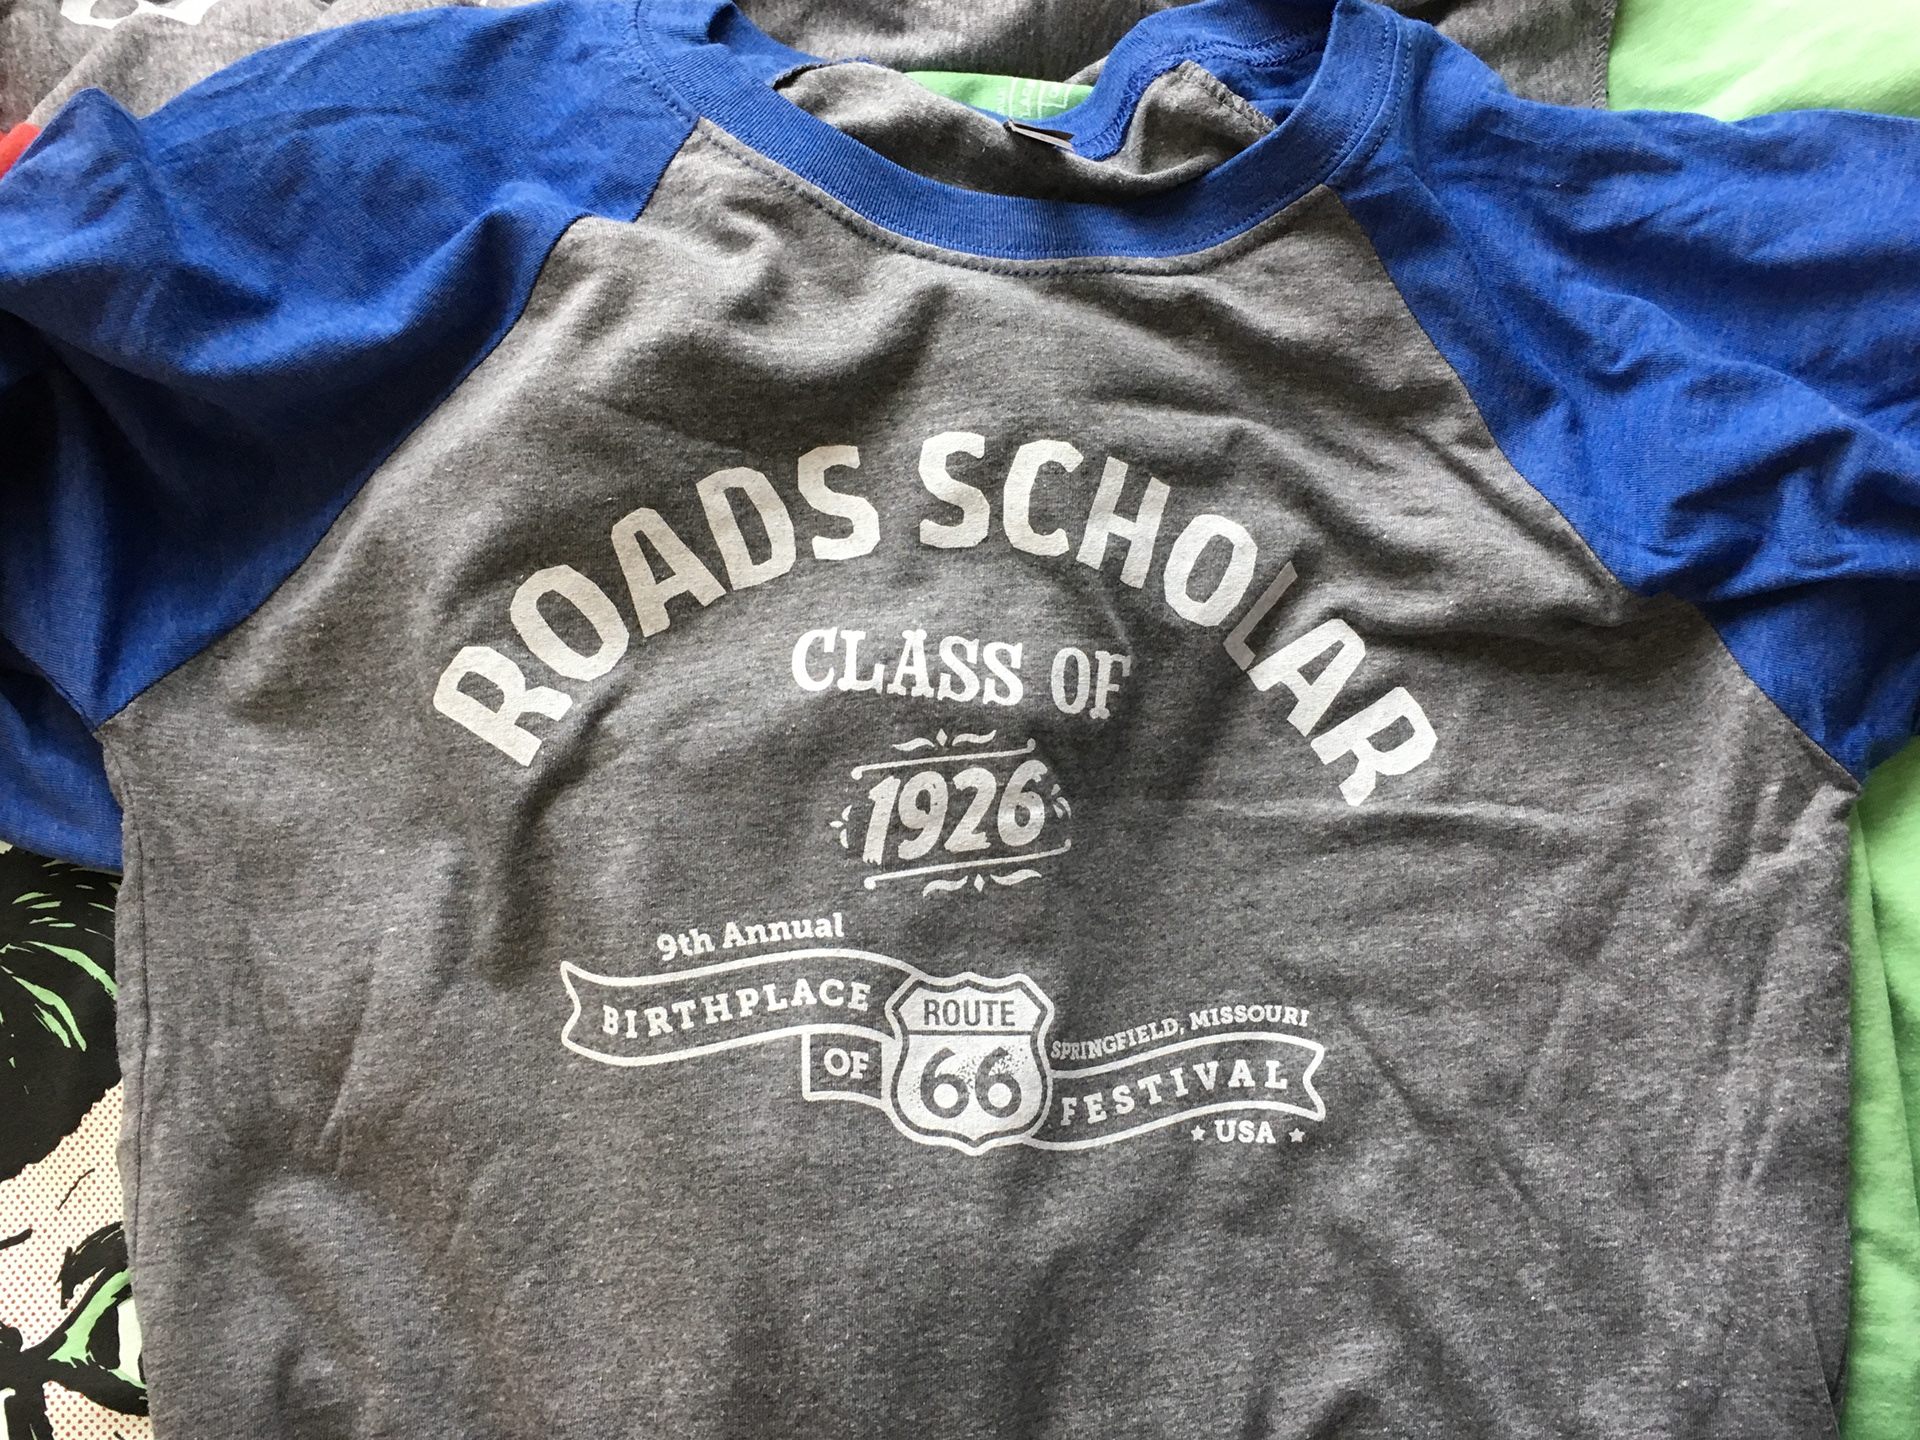 ROADS SCHOLAR
CLASS OF
1926
9th Annual
BIRTHPLACE
OF
ROUTE
66
SPRINGFIELD, MISSOURI
FESTIVAL
★ USA ★